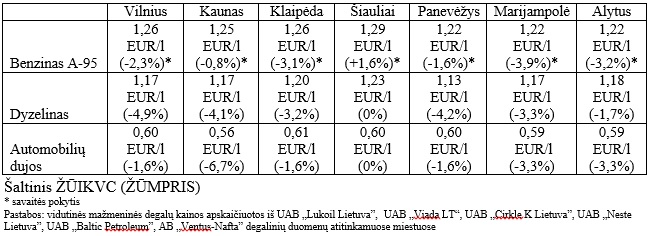 Vilnius Kaunas Klaipėda Šiauliai Panevėžys Marijampolė Alytus
1,26 1,25 1,26 1,29 1,22 1,22 1,22
EUR/l EUR/l EUR/l EUR/l EUR/l EUR/l EUR/l
Benzinas A-95 (-2,3%)* (-0,8%)* (-3,1%)* (+1,6%)* (-1,6%)* (-3,9%)* (-3,2%)*
1,17 1,17 1,20 1,23 1,13 1,17 1,18
Dyzelinas EUR/l EUR/l EUR/l EUR/l EUR/l EUR/l EUR/l
(-4,9%) (-4,1%) (-3,2%) (0%) (-4,2%) (-3,3%) (-1,7%)
0,60 0,56 0,61 0,60 0,60 0,59 0,59
Automobilių EUR/l EUR/l EUR/l EUR/l EUR/l EUR/l EUR/l
dujos (-1,6%) (-6,7%) (-1,6%) (0%) (-1,6%) (-3,3%) (-3,3%)
Šaltinis ŽŪIKVC (ŽŪMPRIS)
* savaitės pokytis
Pastabos: vidutinės mažmeninės degalų kainos apskaičiuotos iš UAB „Lukoil Lietuva", UAB „Viada LT“, UAB „Cirkle K Lietuva", UAB „Neste
Lietuva", UAB „Baltic Petroleum", AB „Ventus-Nafta" degalinių duomenų atitinkamuose miestuose